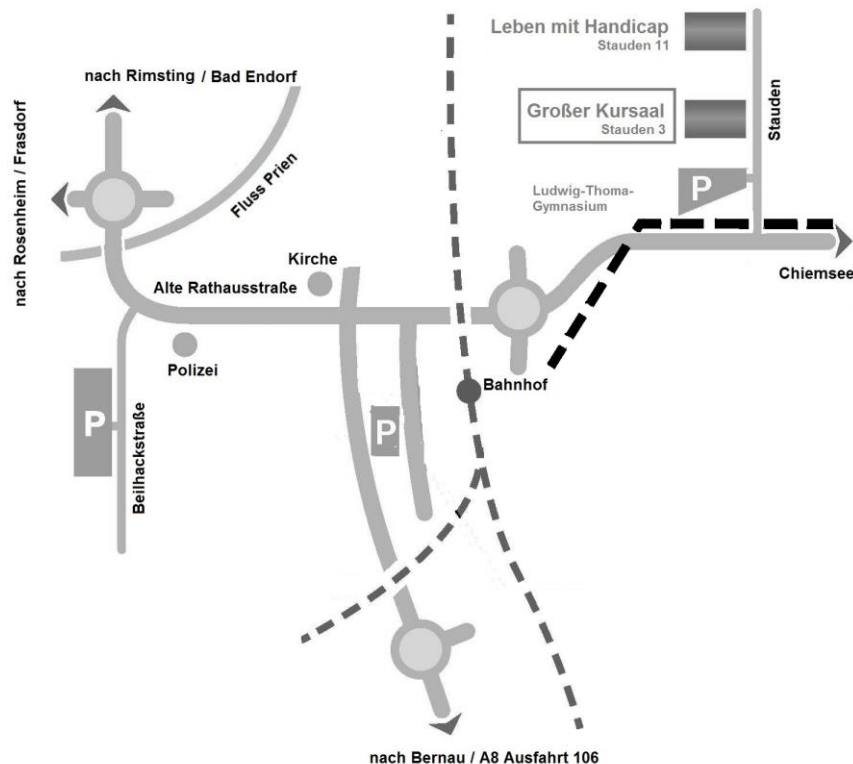 Leben mit Handicap
Stauden 11
nach Rimsting / Bad Endorf
Großer Kursaal
Stauden 3
Stauden
nach Rosenheim / Frasdorf
Fluss Prien
P
Ludwig-Thoma-
Gymnasium
Kirche
Chiemsee
Alte Rathausstraße
Polizei
Bahnhof
P
P
Beilhackstraße
nach Bernau / A8 Ausfahrt 106